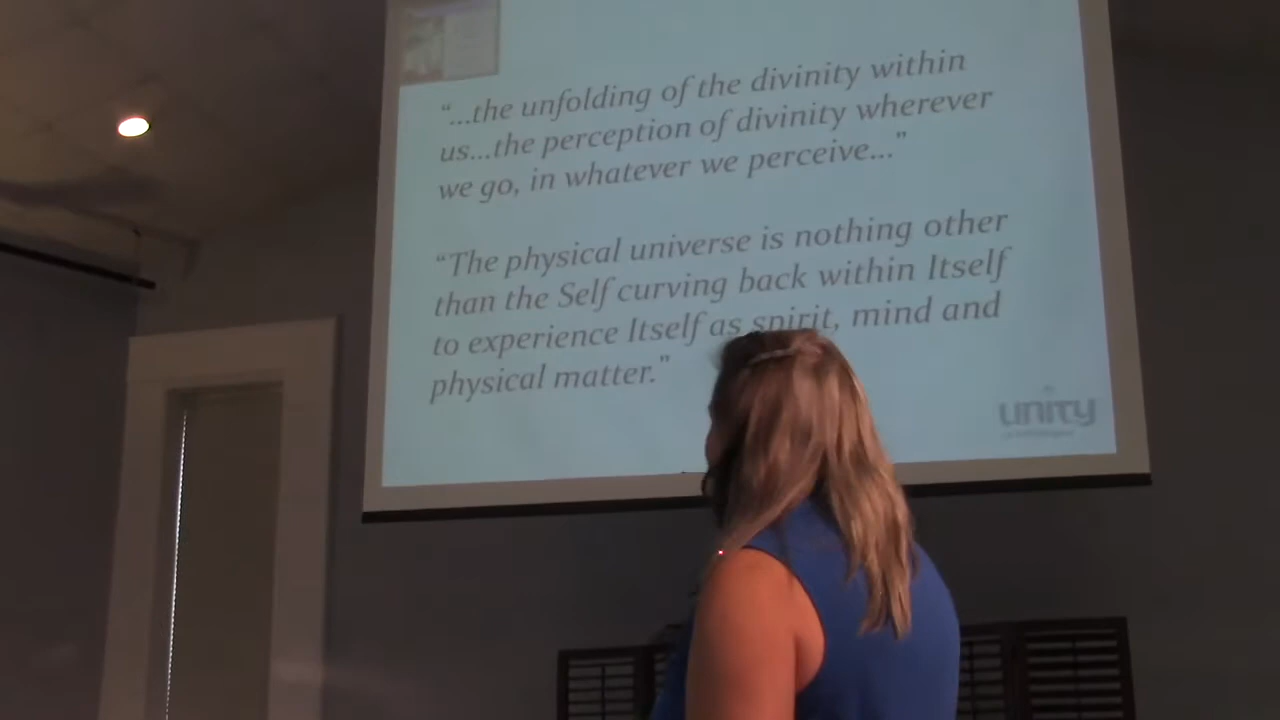 “...the unfolding of the divinity within
us...the perception of divinity wherever
we go, in whatever we perceive...”
“The physical universe is nothing other
than the Self curving back within Itself
to experience Itself as spirit, mind and
physical matter.”
unity